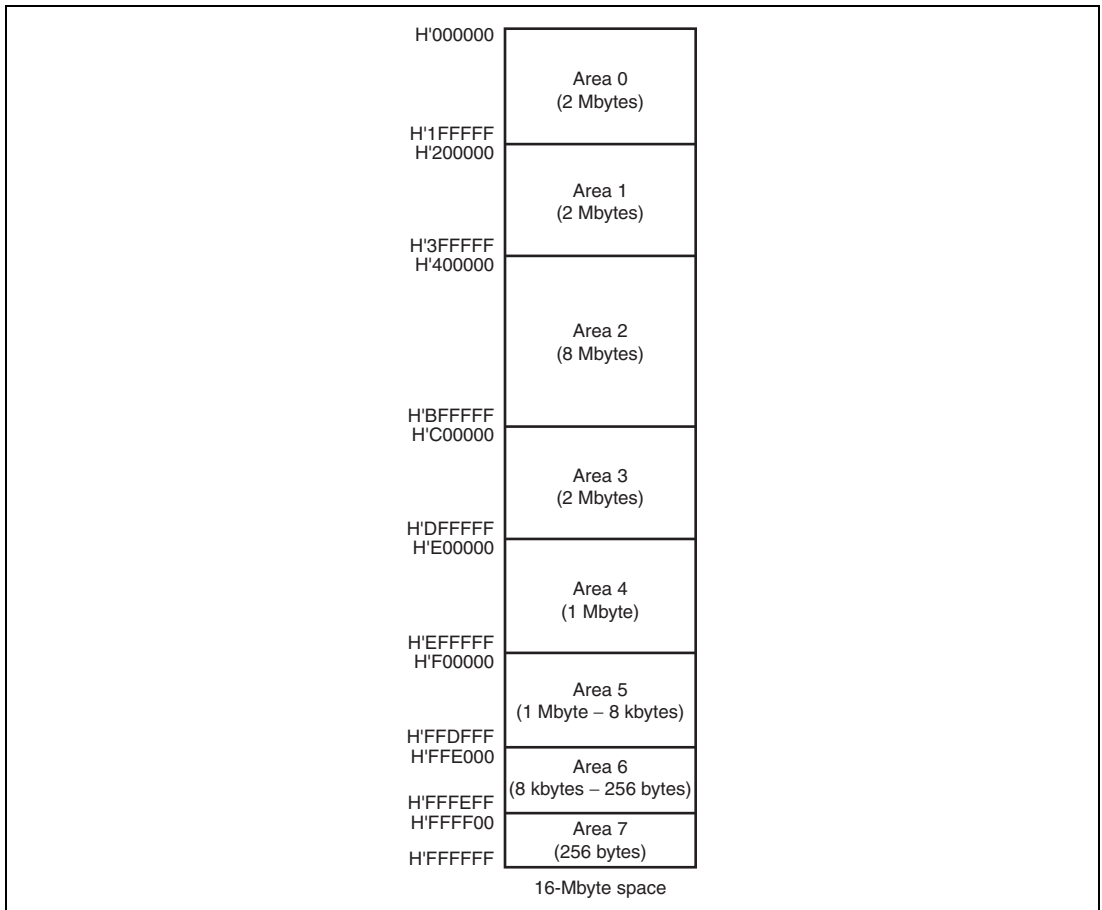 H'000000
Area 0
(2 Mbytes)
H'1FFFFF
H'200000
Area 1
(2 Mbytes)
H'3FFFFF
H'400000
Area 2
(8 Mbytes)
H'BFFFFF
H'C00000
Area 3
(2 Mbytes)
H'DFFFFF
H'E00000
Area 4
(1 Mbyte)
H'EFFFFF
H'F00000
Area 5
(1 Mbyte – 8 kbytes)
H'FFDFFF
H'FFE000
Area 6
(8 kbytes – 256 bytes)
H'FFFEFF
H'FFFF00
Area 7
(256 bytes)
H'FFFFFF
16-Mbyte space